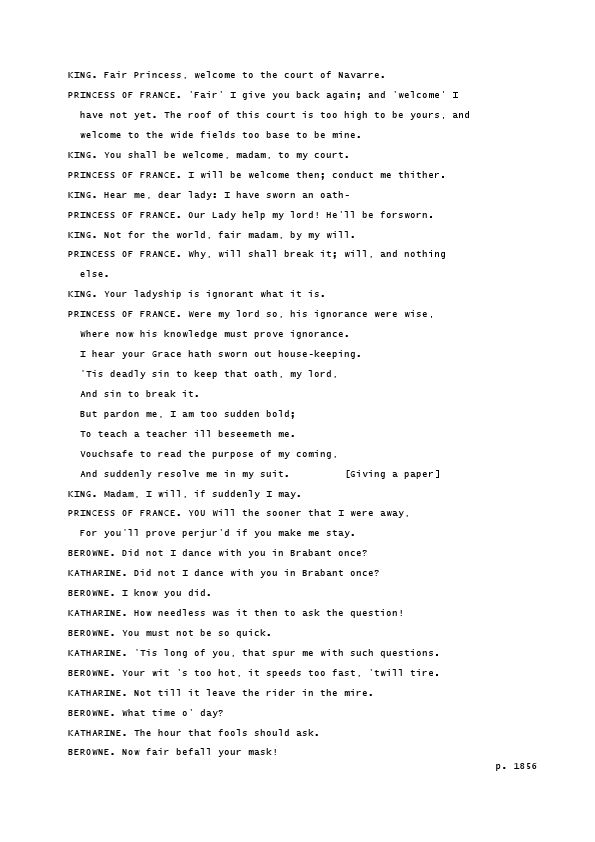 KING. Fair Princess, welcome to the court of Navarre.
PRINCESS OF FRANCE. 'Fair' I give you back again; and 'welcome' I
have not yet. The roof of this court is too high to be yours, and
welcome to the wide fields too base to be mine.
KING. You shall be welcome, madam, to my court.
PRINCESS OF FRANCE. I will be welcome then; conduct me thither.
KING. Hear me, dear lady: I have sworn an oath-
PRINCESS OF FRANCE. Our Lady help my lord! He'll be forsworn.
KING. Not for the world, fair madam, by my will.
PRINCESS OF FRANCE. Why, will shall break it; will, and nothing
else.
KING. Your ladyship is ignorant what it is.
PRINCESS OF FRANCE. Were my lord so, his ignorance were wise,
Where now his knowledge must prove ignorance.
I hear your Grace hath sworn out house-keeping.
'Tis deadly sin to keep that oath, my lord,
And sin to break it.
But pardon me, I am too sudden bold;
To teach a teacher ill beseemeth me.
Vouchsafe to read the purpose of my coming,
And suddenly resolve me in my suit. [Giving a paper]
KING. Madam, I will, if suddenly I may.
PRINCESS OF FRANCE. YOU Will the sooner that I were away,
For you'll prove perjur'd if you make me stay.
BEROWNE. Did not I dance with you in Brabant once?
KATHARINE. Did not I dance with you in Brabant once?
BEROWNE. I know you did.
KATHARINE. How needless was it then to ask the question!
BEROWNE. You must not be so quick.
KATHARINE. 'Tis long of you, that spur me with such questions.
BEROWNE. Your wit 's too hot, it speeds too fast, 'twill tire.
KATHARINE. Not till it leave the rider in the mire.
BEROWNE. What time o' day?
KATHARINE. The hour that fools should ask.
BEROWNE. Now fair befall your mask!
p. 1856